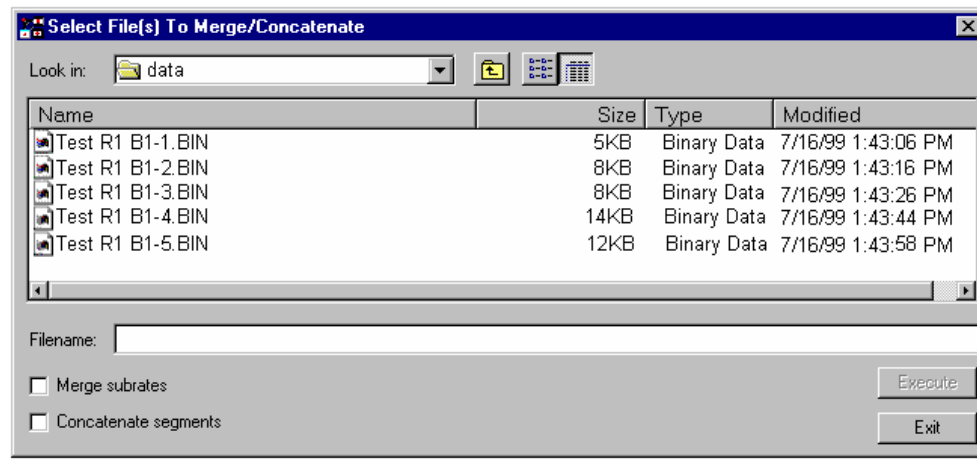 Select File(s) To Merge/Concatenate
Look in: data
Name Size Type Modified
Test R1 B1-1.BIN 5KB Binary Data 7/16/99 1:43:06 PM
Test R1 B1-2.BIN 8KB Binary Data 7/16/99 1:43:16 PM
Test R1 B1-3.BIN 8KB Binary Data 7/16/99 1:43:26 PM
Test R1 B1-4.BIN 14KB Binary Data 7/16/99 1:43:44 PM
Test R1 B1-5.BIN 12KB Binary Data 7/16/99 1:43:58 PM
Filename:
Merge subrates
Execute
Concatenate segments
Exit